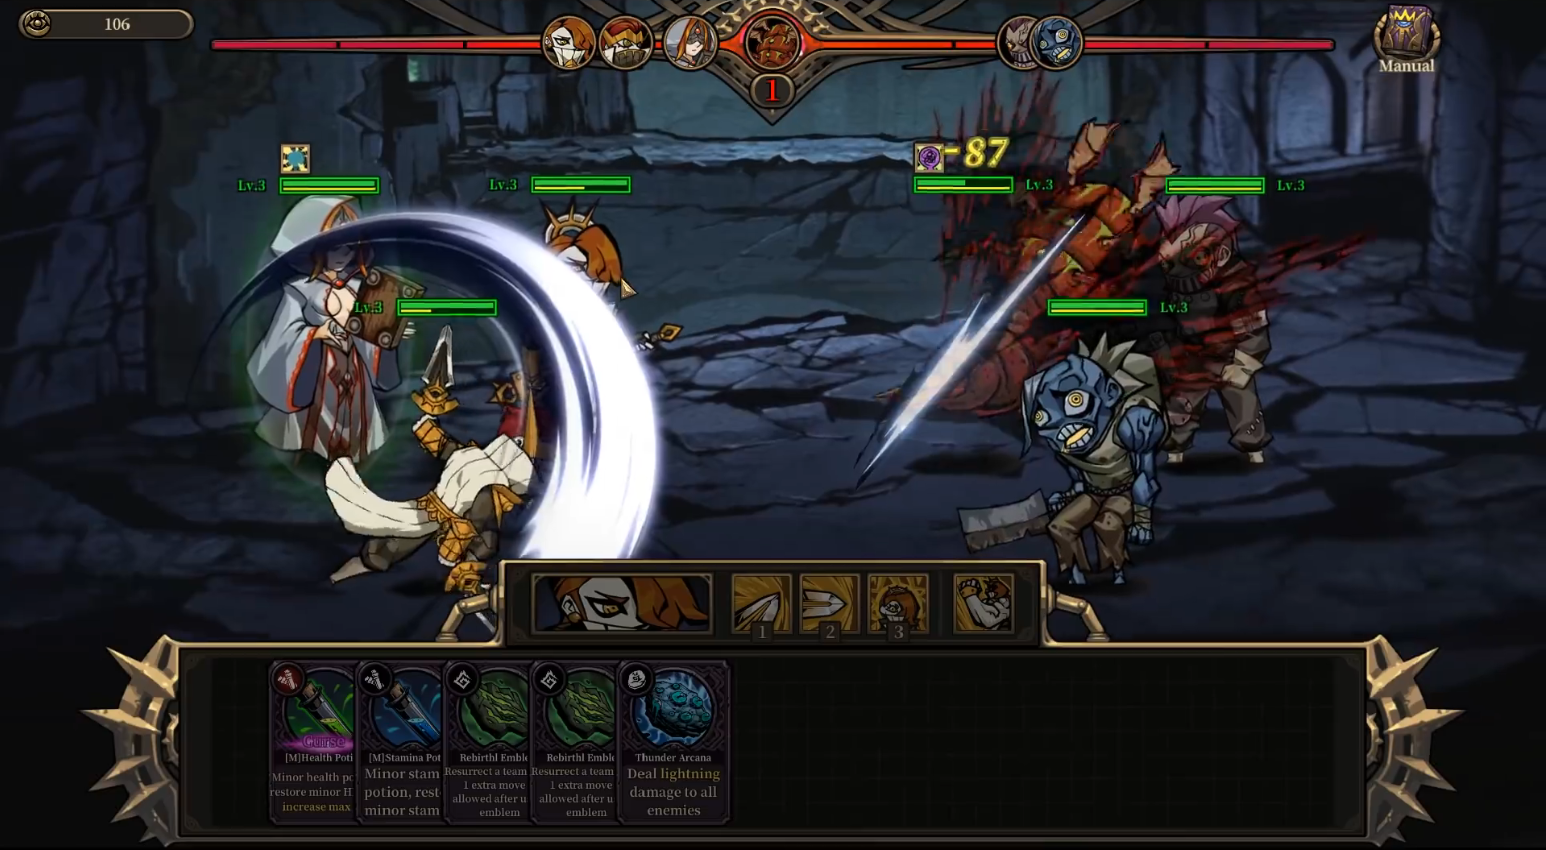 106
Manual
1
-87
Lv.3
Lv.3
Lv.3
Lv.3
Lv.3
Lv.3
1
2
3
Curse
[M]Health Poti
Minor health po
restore minor H
increase max
[M]Stamina Pot
Minor stam
potion, rest
minor stam
Rebirthl Emble
Resurrect a team
1 extra move
allowed after u
emblem
Rebirthl Emble
Resurrect a team
1 extra move
allowed after u
emblem
Thunder Arcana
Deal lightning
damage to all
enemies